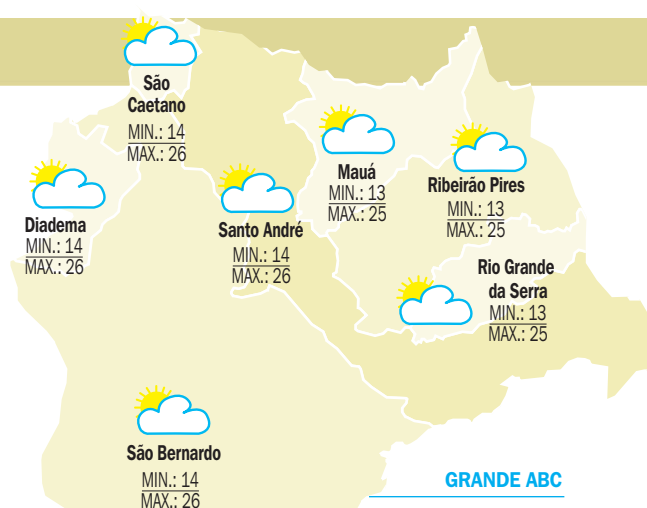 São
Caetano
MIN.: 14
MAX.: 26
Mauá
MIN.: 13
MAX.: 25
Ribeirão Pires
MIN.: 13
MAX.: 25
Diadema
MIN.: 14
MAX.: 26
Santo André
MIN.: 14
MAX.: 26
Rio Grande
da Serra
MIN.: 13
MAX.: 25
São Bernardo
MIN.: 14
MAX.: 26
GRANDE ABC